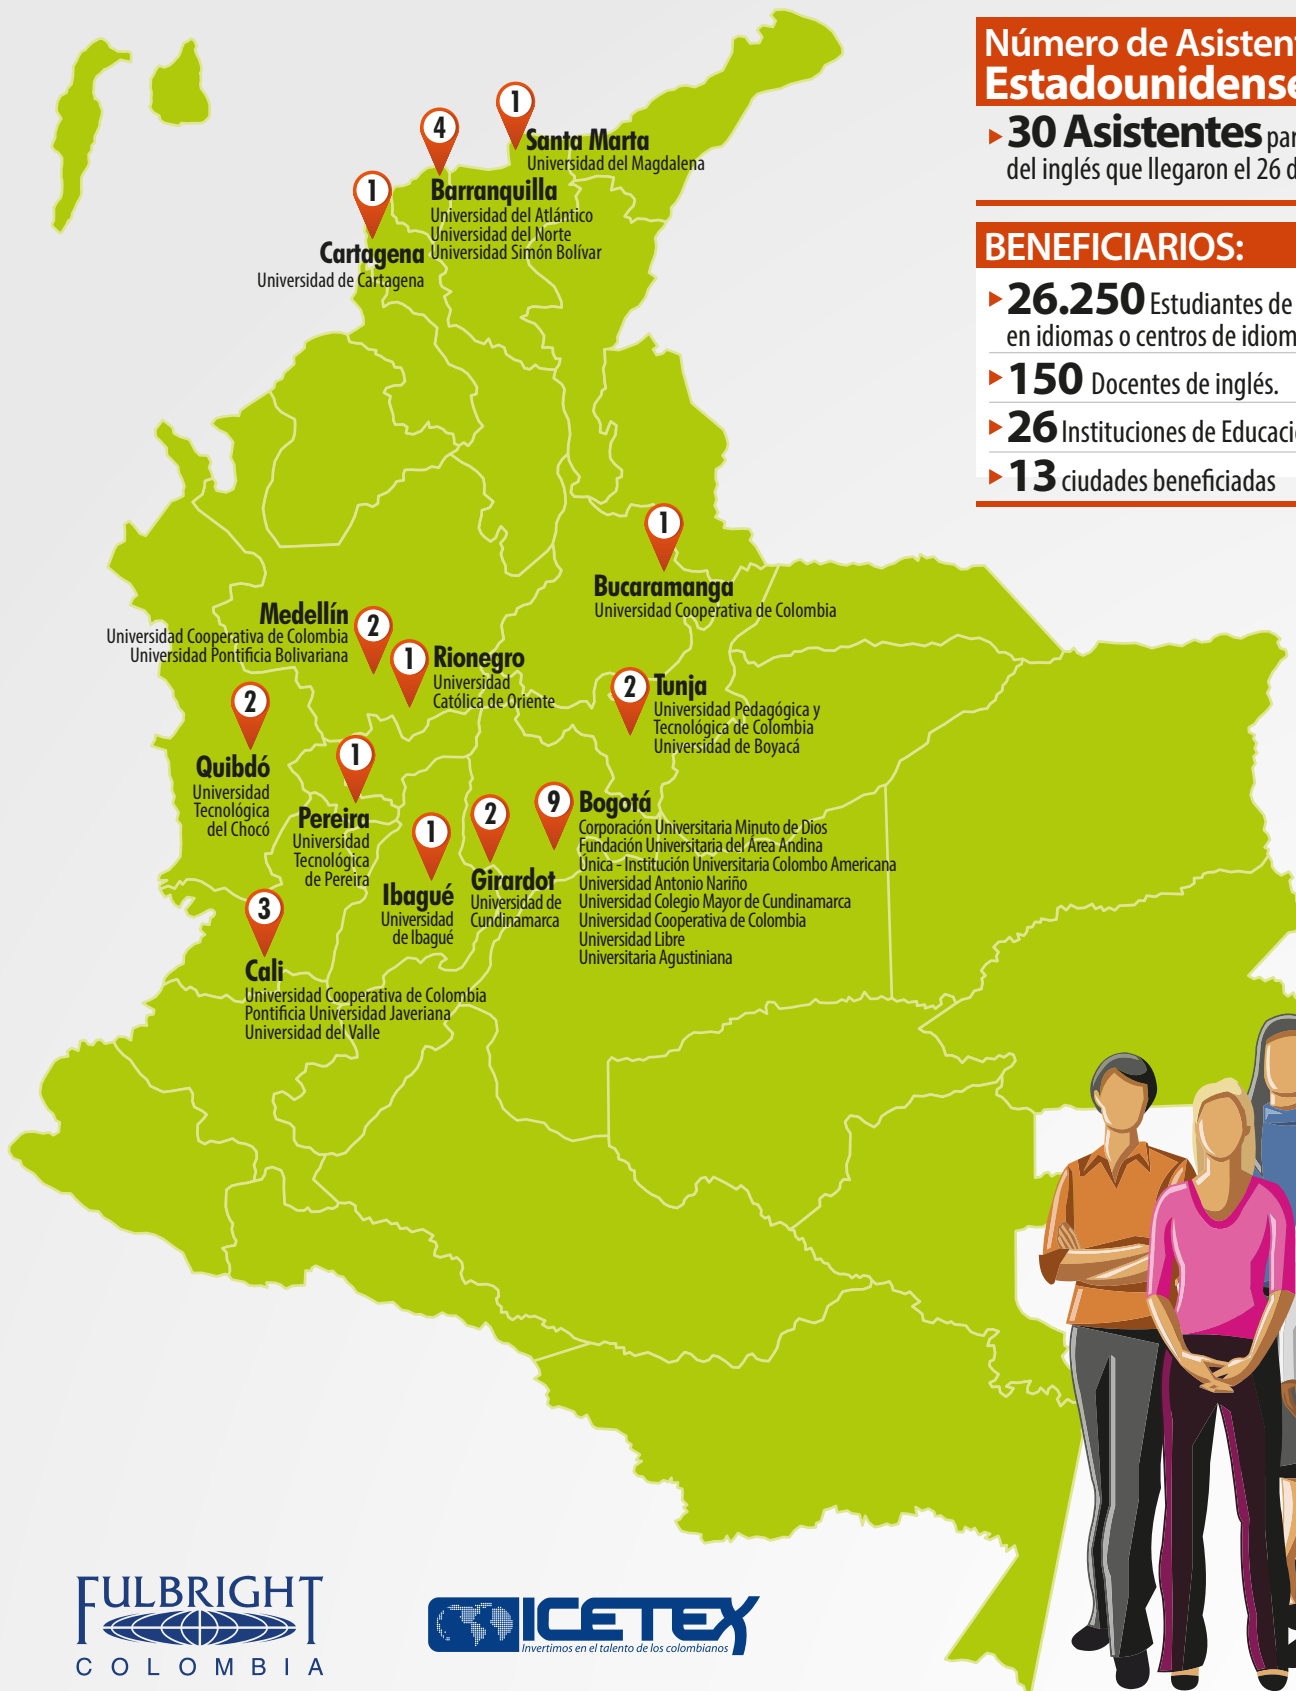 Número de Asistent
Estadounidense
30 Asistentes par
del inglés que llegaron el 26 d
BENEFICIARIOS:
26.250 Estudiantes de
en idiomas o centros de idiom
150 Docentes de inglés.
26 Instituciones de Educaci
13 ciudades beneficiadas
1
Santa Marta
Universidad del Magdalena
4
Barranquilla
Universidad del Atlántico
Universidad del Norte
Universidad Simón Bolívar
1
Cartagena
Universidad de Cartagena
1
Bucaramanga
Universidad Cooperativa de Colombia
2
Medellín
Universidad Cooperativa de Colombia
Universidad Pontificia Bolivariana
1
Rionegro
Universidad
Católica de Oriente
2
Tunja
Universidad Pedagógica y
Tecnológica de Colombia
Universidad de Boyacá
2
Quibdó
Universidad
Tecnológica
del Chocó
1
Pereira
Universidad
Tecnológica
de Pereira
1
Ibagué
Universidad
de Ibagué
2
Girardot
Universidad de
Cundinamarca
9
Bogotá
Corporación Universitaria Minuto de Dios
Fundación Universitaria del Área Andina
Única - Institución Universitaria Colombo Americana
Universidad Antonio Nariño
Universidad Colegio Mayor de Cundinamarca
Universidad Cooperativa de Colombia
Universidad Libre
Universitaria Agustiniana
3
Cali
Universidad Cooperativa de Colombia
Pontificia Universidad Javeriana
Universidad del Valle
FULBRIGHT
COLOMBIA
ICETEX
Invertimos en el talento de los colombianos